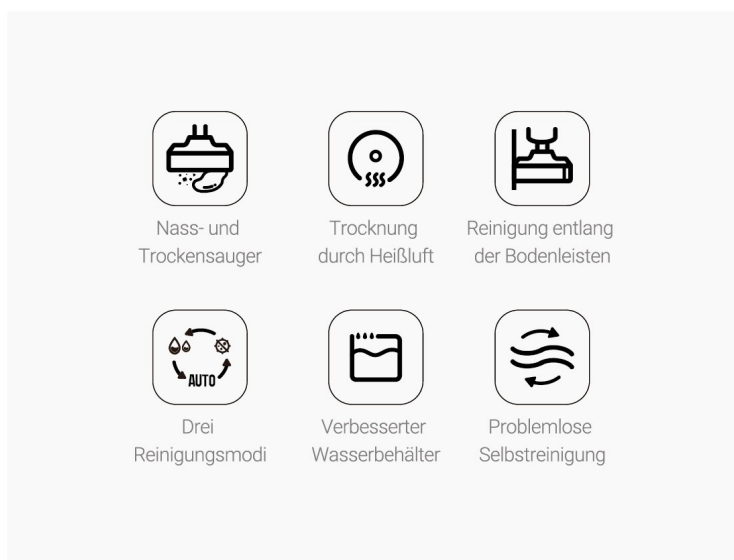 Nass- und
Trockensauger
Trocknung
durch Heißluft
Reinigung entlang
der Bodenleisten
AUTO
Drei
Reinigungsmodi
Verbesserter
Wasserbehälter
Problemlose
Selbstreinigung